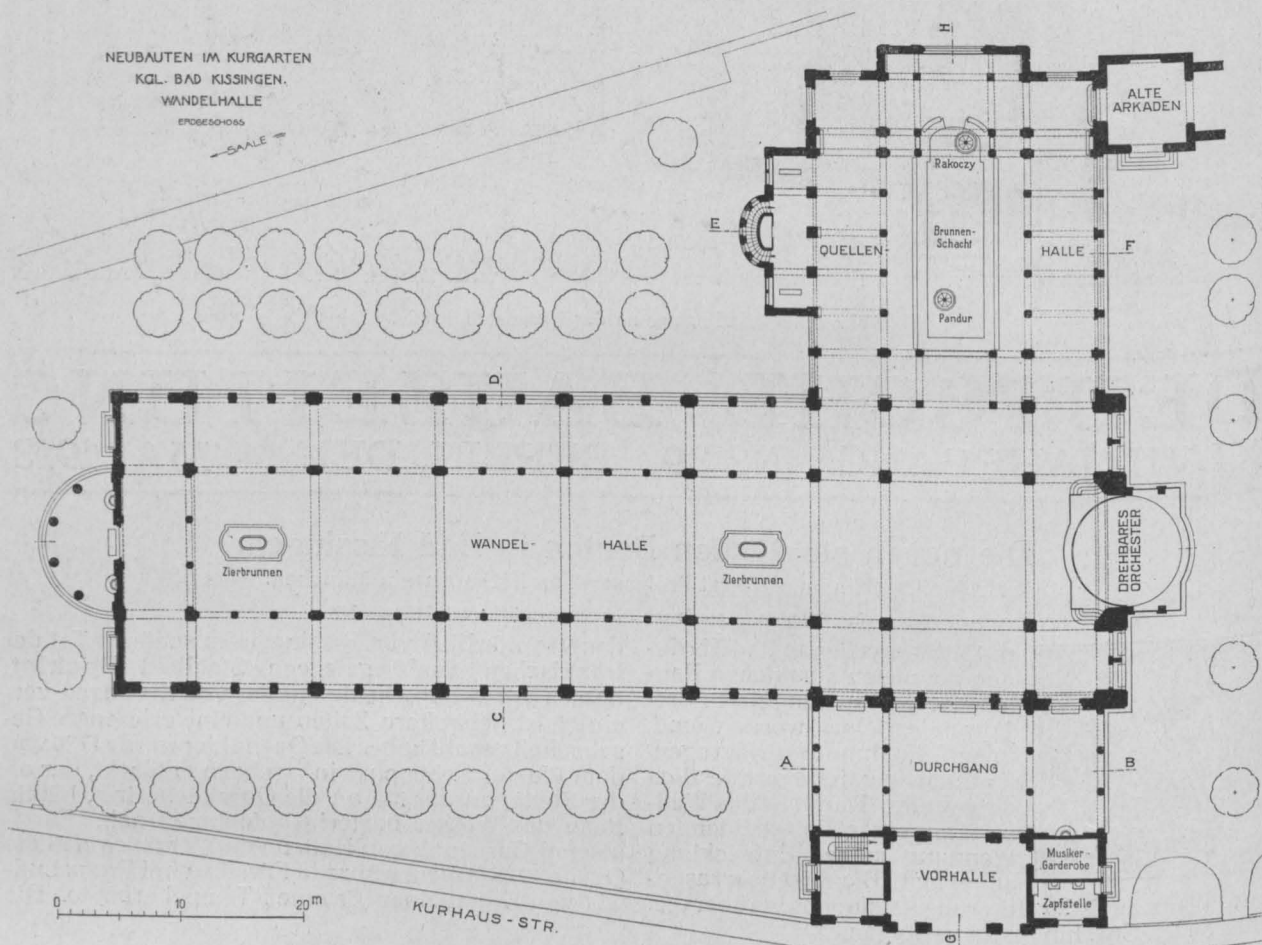 NEUBAUTEN IM KURGARTEN
KGL. BAD KISSINGEN.
WANDELHALLE
ERDGESCHOSS
SAALE
H
ALTE
ARKADEN
Rakoczy
E
QUELLEN-
Brunnen-
Schacht
HALLE
F
Pandur
D
WANDEL-
HALLE
Zierbrunnen
Zierbrunnen
DREHBARES
ORCHESTER
C
A
DURCHGANG
B
Musiker-
Garderobe
VORHALLE
Zapfstelle
G
0
10
20 m
KURHAUS-STR.